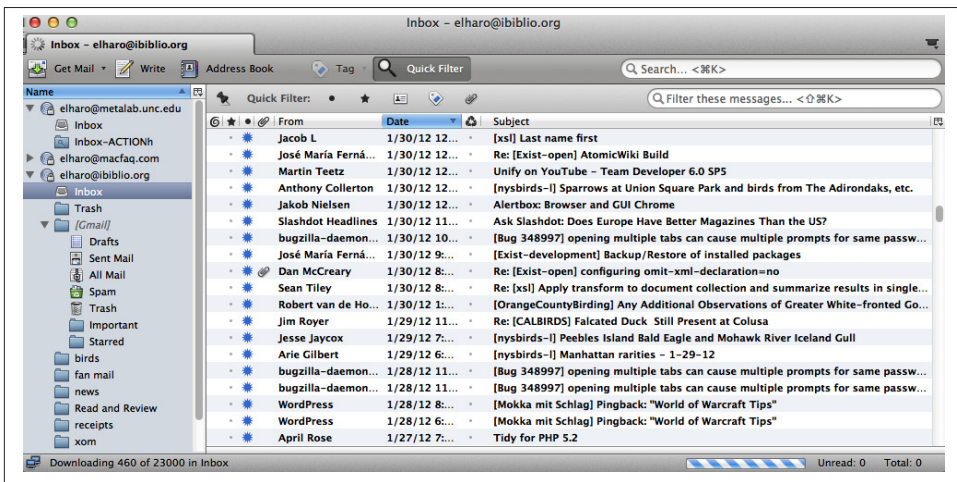 Inbox – elharo@ibiblio.org
Inbox – elharo@ibiblio.org
Get Mail Write Address Book Tag Quick Filter Search... <⌘K>
Name
elharo@metalab.unc.edu
Inbox
Inbox-ACTIONh
elharo@macfaq.com
elharo@ibiblio.org
Inbox
Trash
[Gmail]
Drafts
Sent Mail
All Mail
Spam
Trash
Important
Starred
birds
fan mail
news
Read and Review
receipts
xom
Quick Filter: Filter these messages... <⇧⌘K>
From Date Subject
Jacob L 1/30/12 12... [xsl] Last name first
José María Ferná... 1/30/12 12... Re: [Exist-open] AtomicWiki Build
Martin Teetz 1/30/12 12... Unify on YouTube – Team Developer 6.0 SP5
Anthony Collerton 1/30/12 12... [nysbirds-l] Sparrows at Union Square Park and birds from The Adirondaks, etc.
Jakob Nielsen 1/30/12 12... Alertbox: Browser and GUI Chrome
Slashdot Headlines 1/30/12 11... Ask Slashdot: Does Europe Have Better Magazines Than the US?
bugzilla-daemon... 1/30/12 10... [Bug 348997] opening multiple tabs can cause multiple prompts for same passw...
José María Ferná... 1/30/12 9:... [Exist-development] Backup/Restore of installed packages
Dan McCreary 1/30/12 8:... Re: [Exist-open] configuring omit-xml-declaration=no
Sean Tiley 1/30/12 8:... Re: [xsl] Apply transform to document collection and summarize results in single...
Robert van de Ho... 1/30/12 1:... [OrangeCountyBirding] Any Additional Observations of Greater White-fronted Go...
Jim Royer 1/29/12 11... Re: [CALBIRDS] Falcated Duck Still Present at Colusa
Jesse Jaycox 1/29/12 7:... [nysbirds-l] Peebles Island Bald Eagle and Mohawk River Iceland Gull
Arie Gilbert 1/29/12 6:... [nysbirds-l] Manhattan rarities – 1-29-12
bugzilla-daemon... 1/28/12 11... [Bug 348997] opening multiple tabs can cause multiple prompts for same passw...
bugzilla-daemon... 1/28/12 11... [Bug 348997] opening multiple tabs can cause multiple prompts for same passw...
WordPress 1/28/12 8:... [Mokka mit Schlag] Pingback: "World of Warcraft Tips"
WordPress 1/28/12 6:... [Mokka mit Schlag] Pingback: "World of Warcraft Tips"
April Rose 1/27/12 7:... Tidy for PHP 5.2
Downloading 460 of 23000 in Inbox Unread: 0 Total: 0